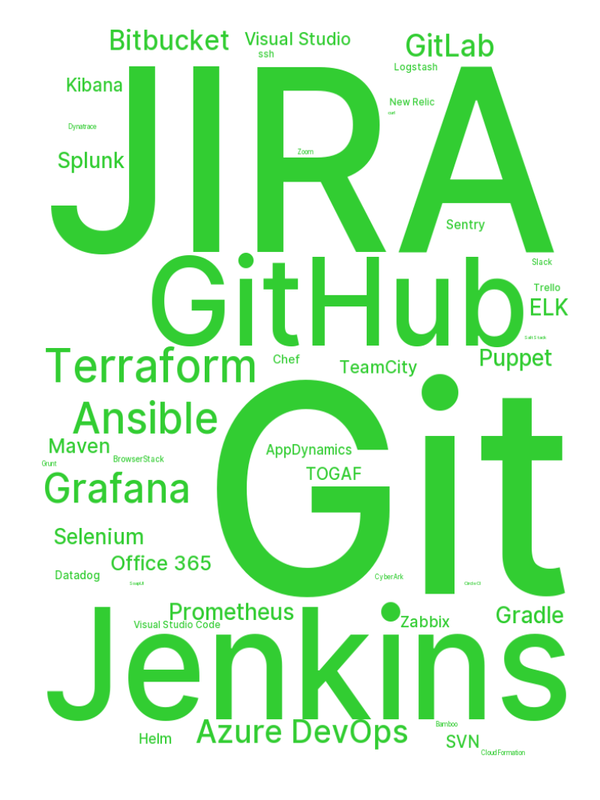 Bitbucket
Visual Studio
GitLab
ssh
Logstash
JIRA
Kibana
New Relic
Dynatrace
Zoom
Splunk
Sentry
GitHub
Slack
Trello
ELK
Terraform
Chef
TeamCity
Puppet
Git
Ansible
Maven
BrowserStack
Grunt
AppDynamics
TOGAF
Grafana
Selenium
Office 365
Datadog
CyberArk
CircleCI
Prometheus
Visual Studio Code
Zabbix
Gradle
Jenkins
Azure DevOps
Helm
Bamboo
SVN
CloudFormation